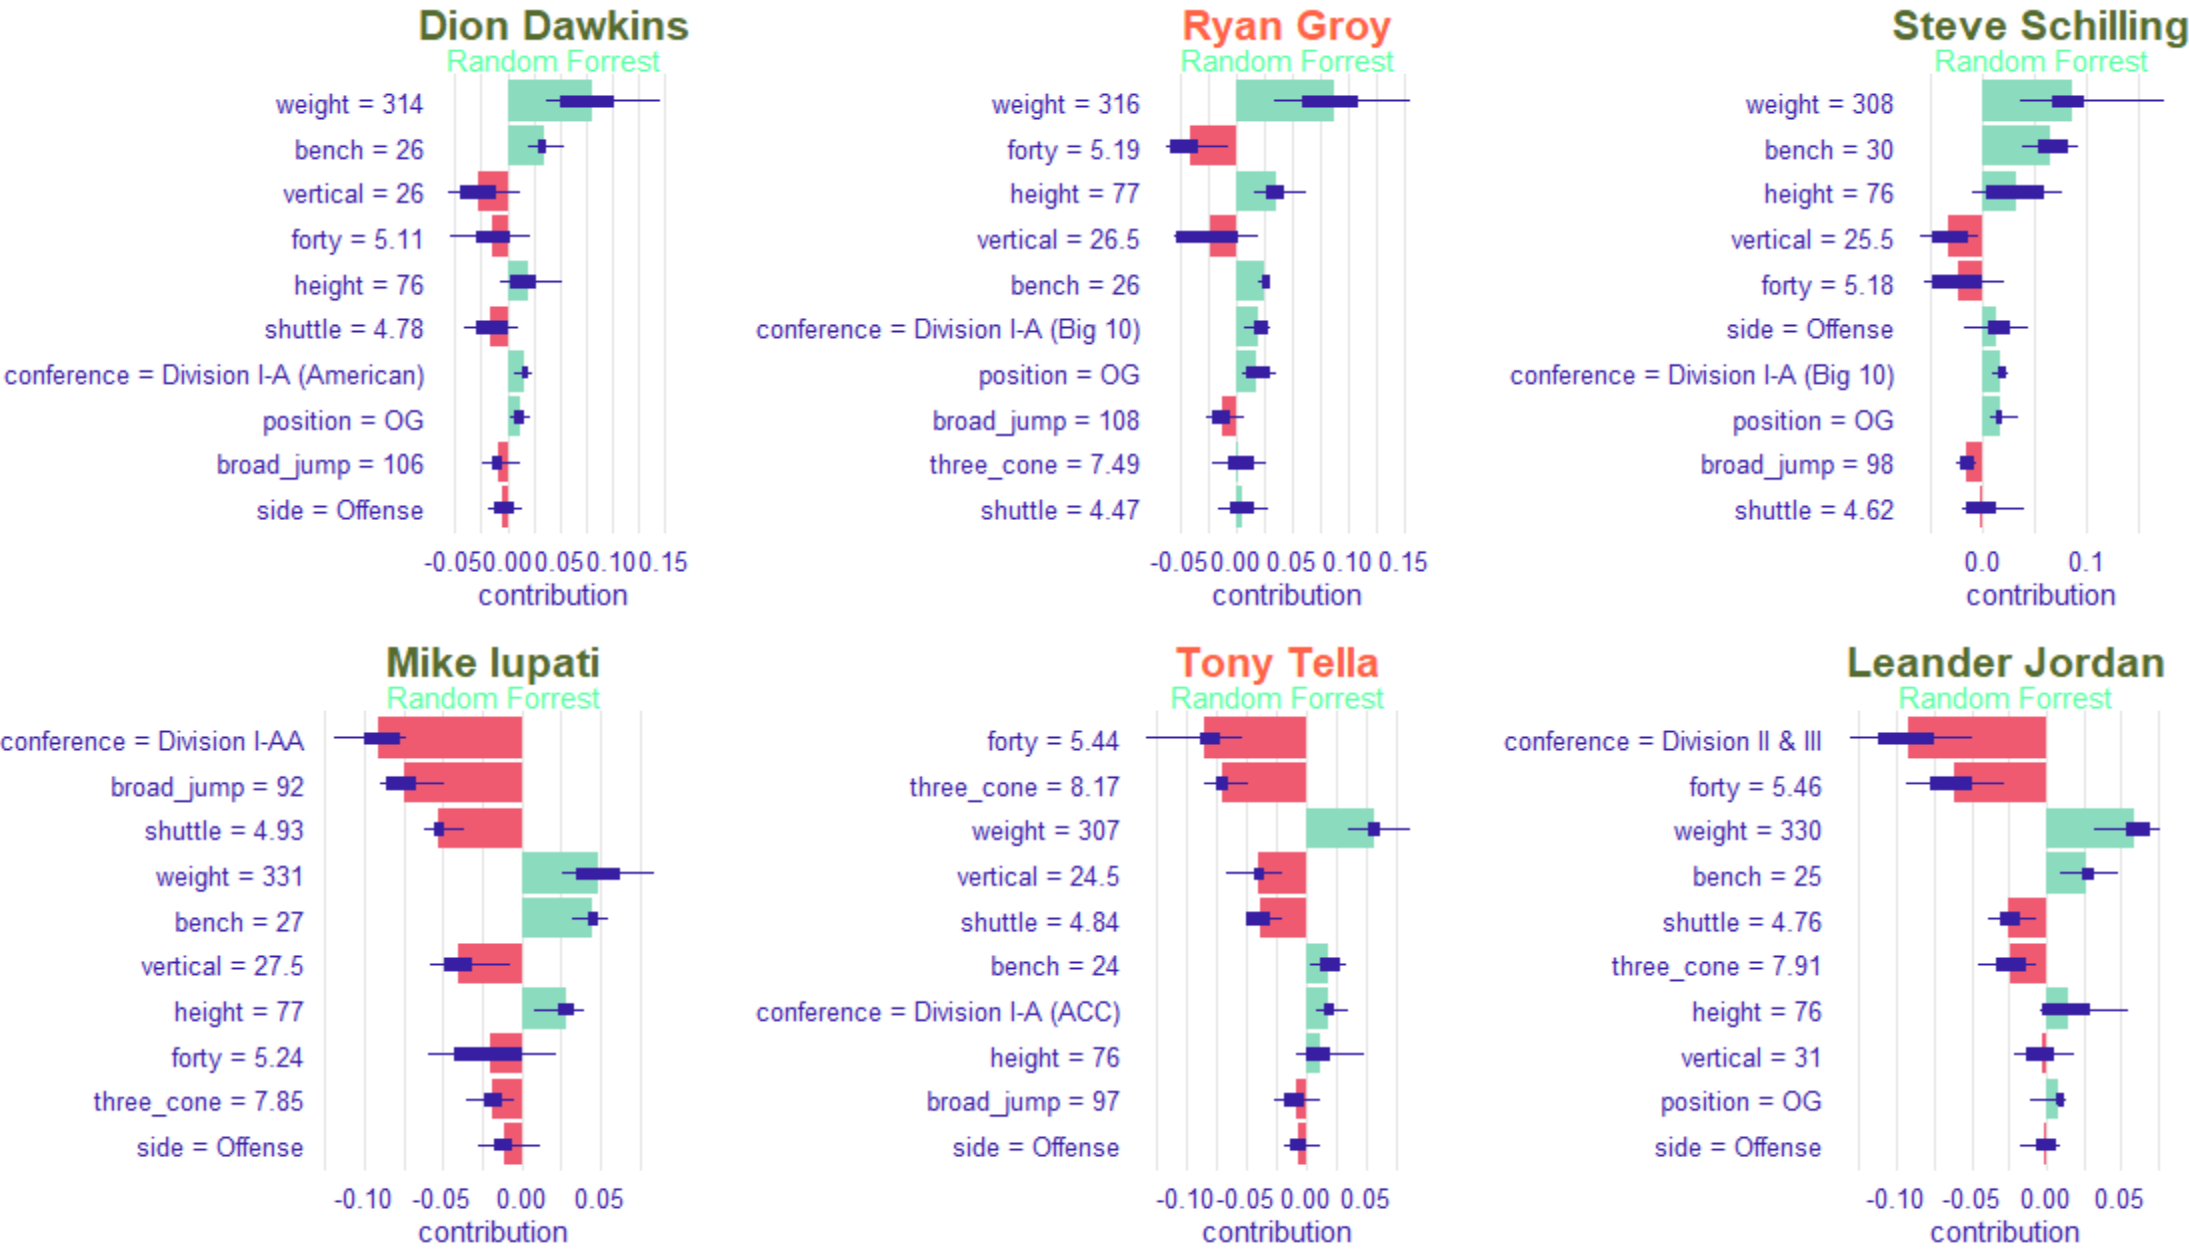 Dion Dawkins
Random Forrest
weight = 314
bench = 26
vertical = 26
forty = 5.11
height = 76
shuttle = 4.78
conference = Division I-A (American)
position = OG
broad_jump = 106
side = Offense
-0.05 0.00 0.05 0.10 0.15
contribution
Ryan Groy
Random Forrest
weight = 316
forty = 5.19
height = 77
vertical = 26.5
bench = 26
conference = Division I-A (Big 10)
position = OG
broad_jump = 108
three_cone = 7.49
shuttle = 4.47
-0.05 0.00 0.05 0.10 0.15
contribution
Steve Schilling
Random Forrest
weight = 308
bench = 30
height = 76
vertical = 25.5
forty = 5.18
side = Offense
conference = Division I-A (Big 10)
position = OG
broad_jump = 98
shuttle = 4.62
0.0 0.1
contribution
Mike Iupati
Random Forrest
conference = Division I-AA
broad_jump = 92
shuttle = 4.93
weight = 331
bench = 27
vertical = 27.5
height = 77
forty = 5.24
three_cone = 7.85
side = Offense
-0.10 -0.05 0.00 0.05
contribution
Tony Tella
Random Forrest
forty = 5.44
three_cone = 8.17
weight = 307
vertical = 24.5
shuttle = 4.84
bench = 24
conference = Division I-A (ACC)
height = 76
broad_jump = 97
side = Offense
-0.10 -0.05 0.00 0.05
contribution
Leander Jordan
Random Forrest
conference = Division II & III
forty = 5.46
weight = 330
bench = 25
shuttle = 4.76
three_cone = 7.91
height = 76
vertical = 31
position = OG
side = Offense
-0.10 -0.05 0.00 0.05
contribution